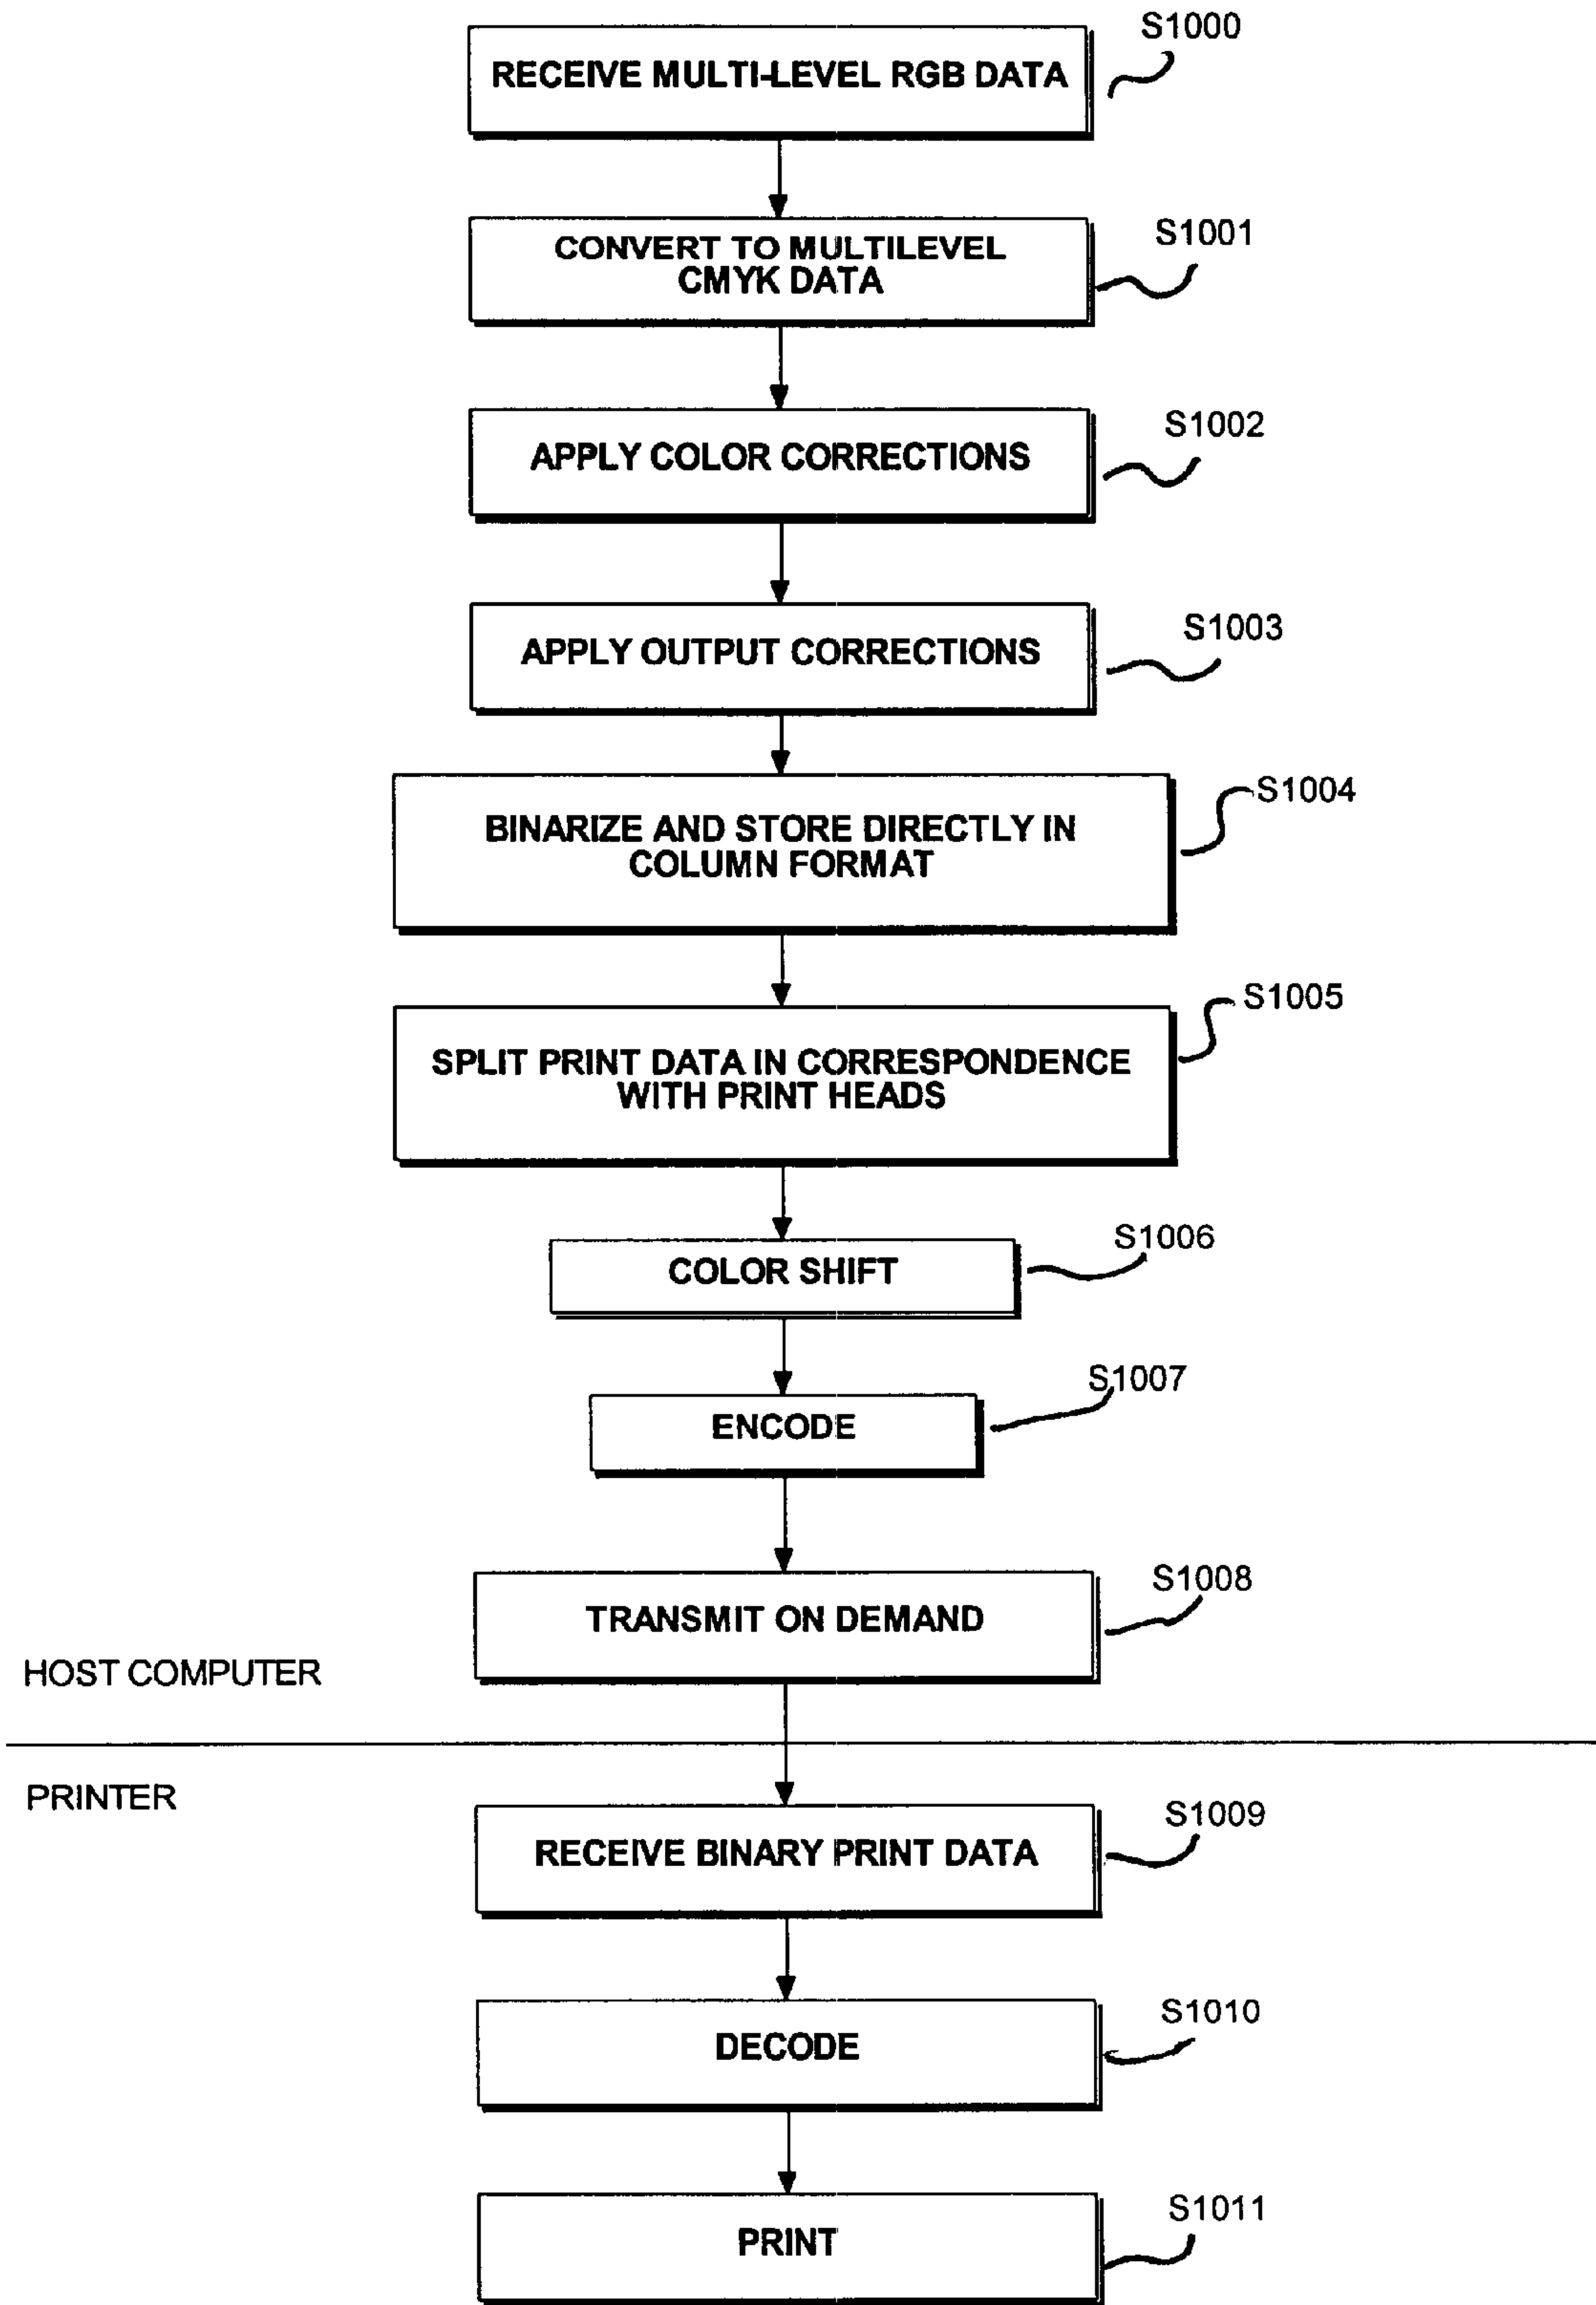 S1000
RECEIVE MULTI-LEVEL RGB DATA
S1001
CONVERT TO MULTILEVEL
CMYK DATA
S1002
APPLY COLOR CORRECTIONS
S1003
APPLY OUTPUT CORRECTIONS
S1004
BINARIZE AND STORE DIRECTLY IN
COLUMN FORMAT
S1005
SPLIT PRINT DATA IN CORRESPONDENCE
WITH PRINT HEADS
S1006
COLOR SHIFT
S1007
ENCODE
S1008
TRANSMIT ON DEMAND
HOST COMPUTER
PRINTER
S1009
RECEIVE BINARY PRINT DATA
S1010
DECODE
S1011
PRINT